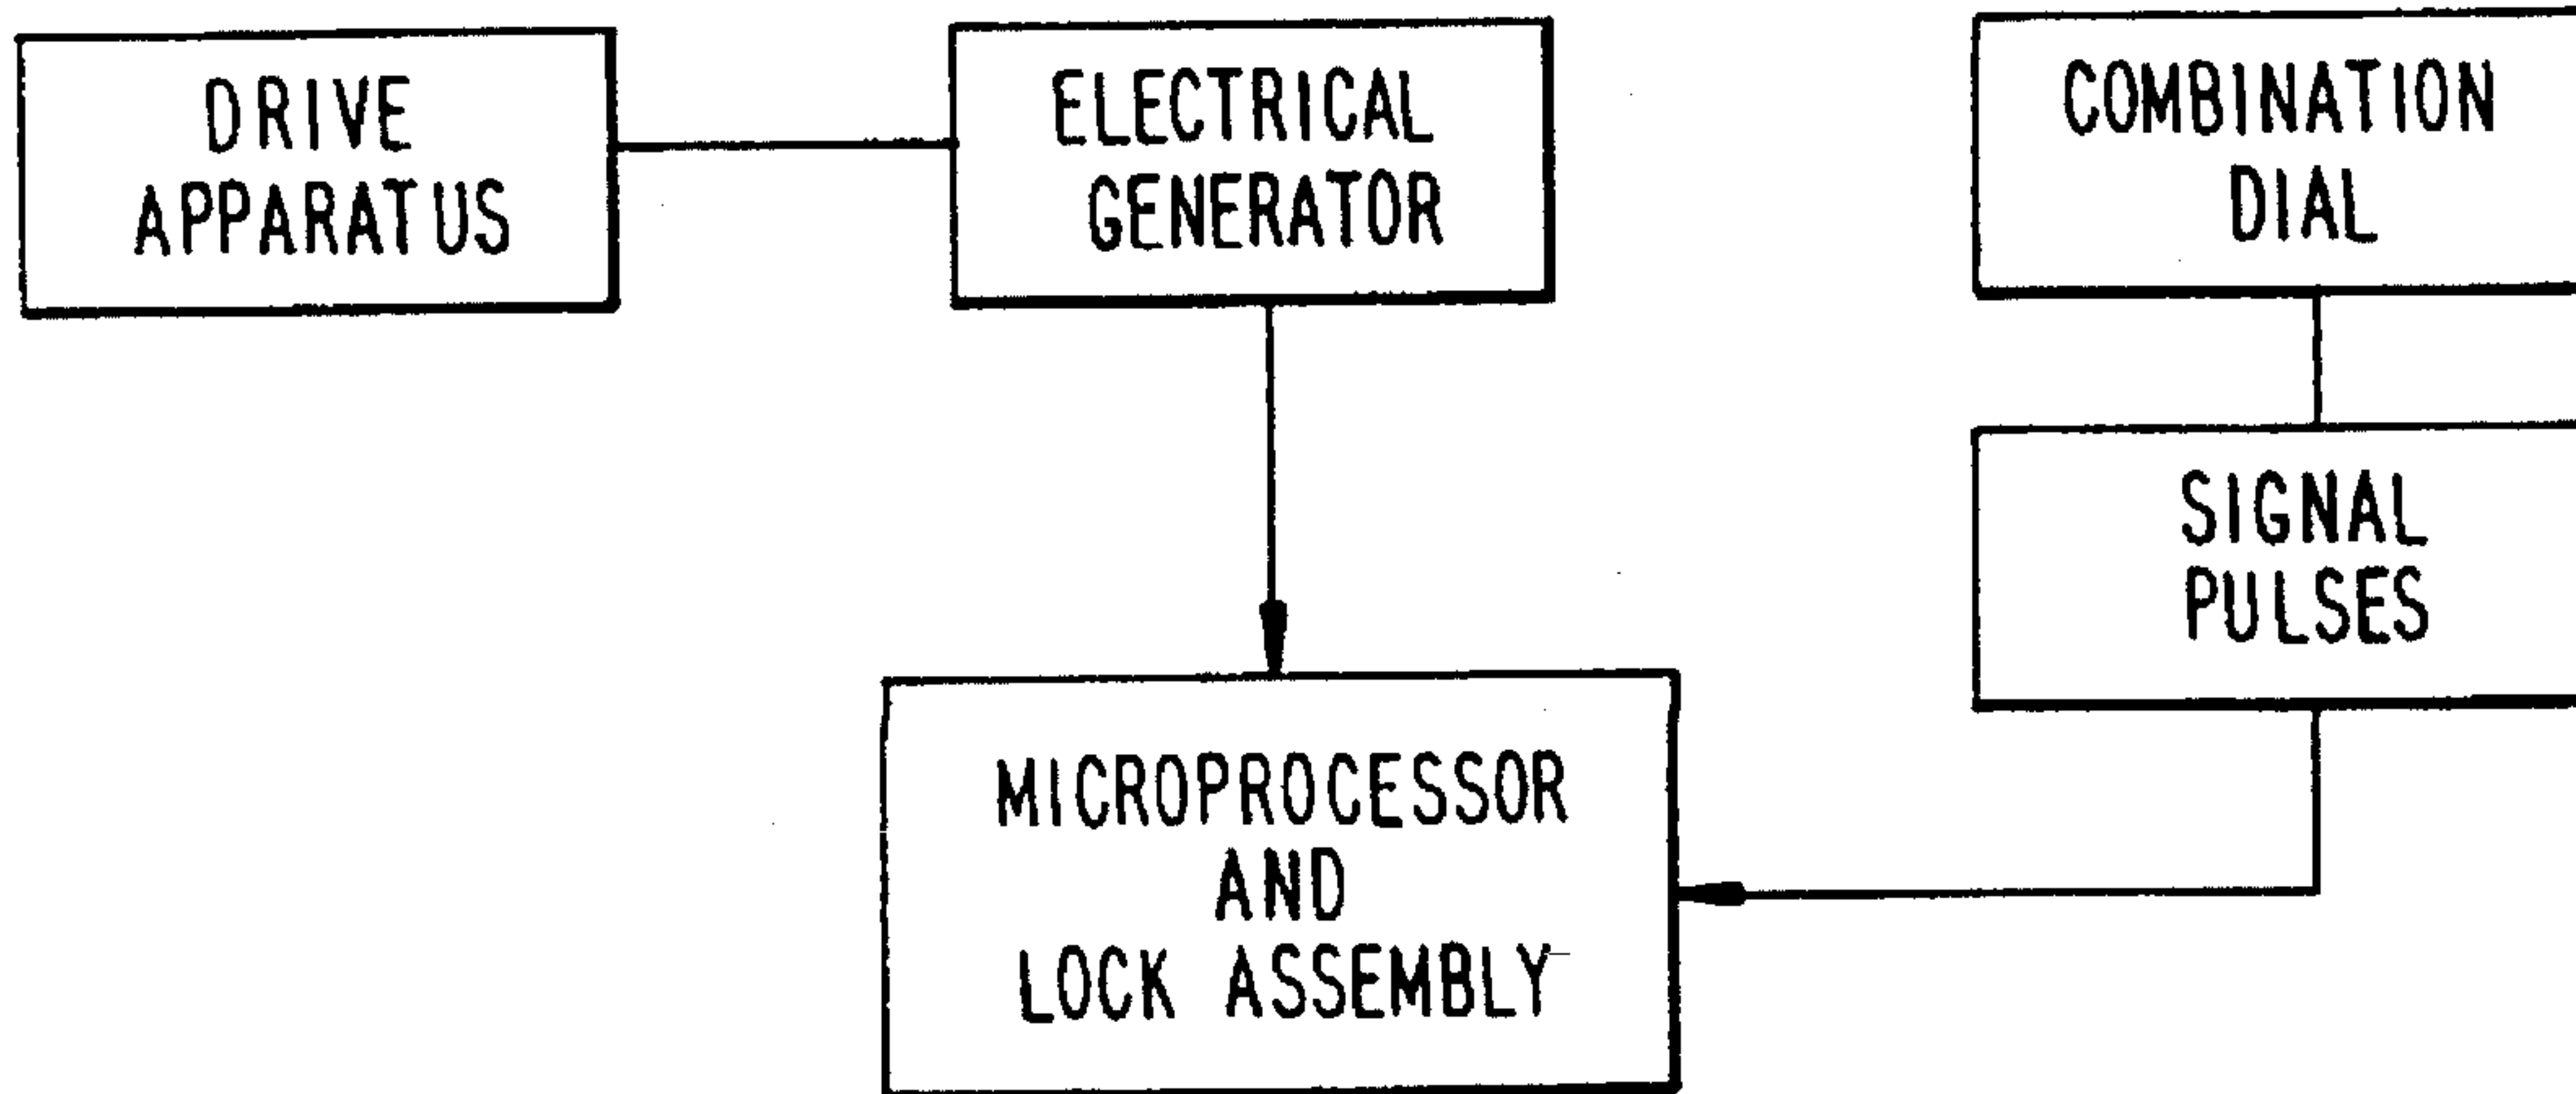 DRIVE
APPARATUS
ELECTRICAL
GENERATOR
COMBINATION
DIAL
SIGNAL
PULSES
MICROPROCESSOR
AND
LOCK ASSEMBLY